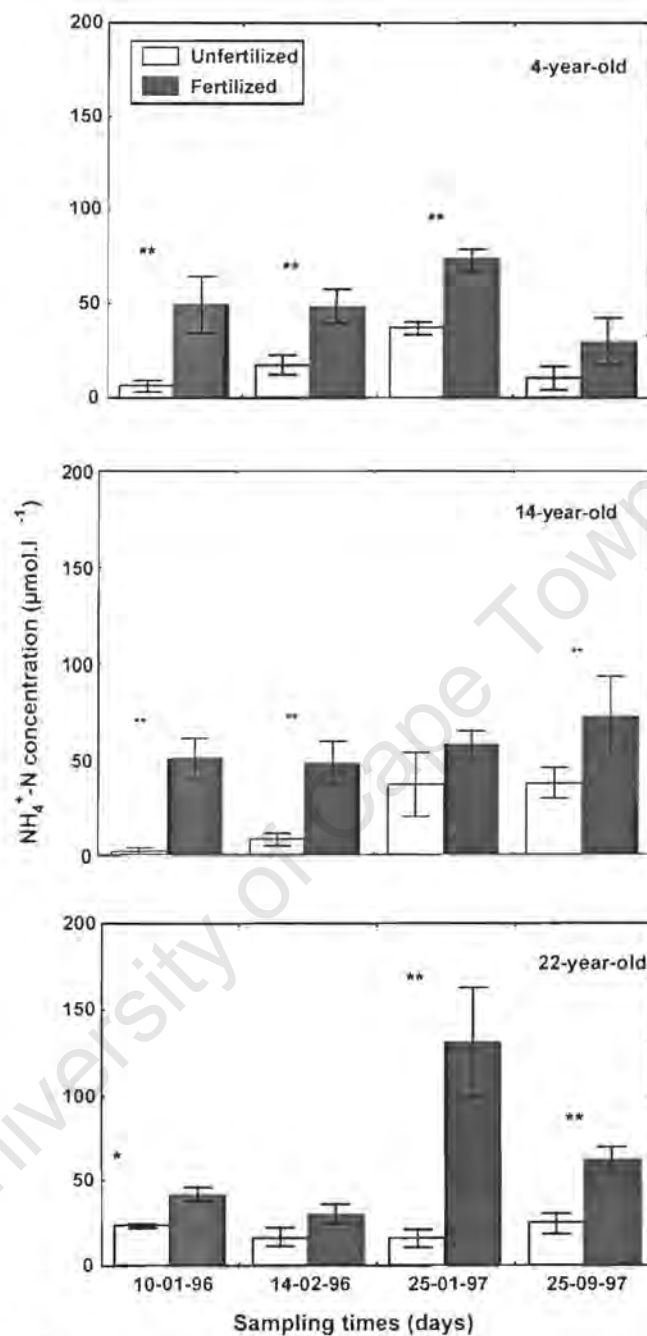 200
Unfertilized
4-year-old
Fertilized
150
100
**
**
**
50
0
200
14-year-old
150
100
**
**
**
50
0
NH₄⁺-N concentration (µmol.l ⁻¹)
200
22-year-old
**
150
100
**
*
50
0
10-01-96 14-02-96 25-01-97 25-09-97
Sampling times (days)
University of Cape Town